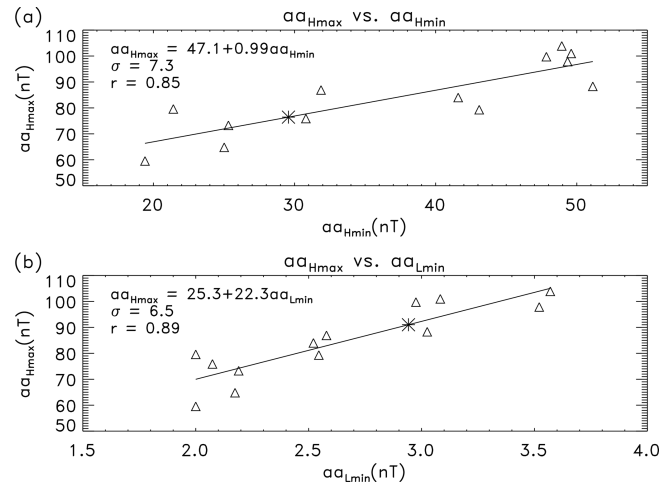 (a)
aa_Hmax vs. aa_Hmin
aa_Hmax = 47.1+0.99aa_Hmin
σ = 7.3
r = 0.85
aa_Hmax(nT)
110
100
90
80
70
60
50
20 30 40 50
aa_Hmin(nT)
(b)
aa_Hmax vs. aa_Lmin
aa_Hmax = 25.3+22.3aa_Lmin
σ = 6.5
r = 0.89
aa_Hmax(nT)
110
100
90
80
70
60
50
1.5 2.0 2.5 3.0 3.5 4.0
aa_Lmin(nT)